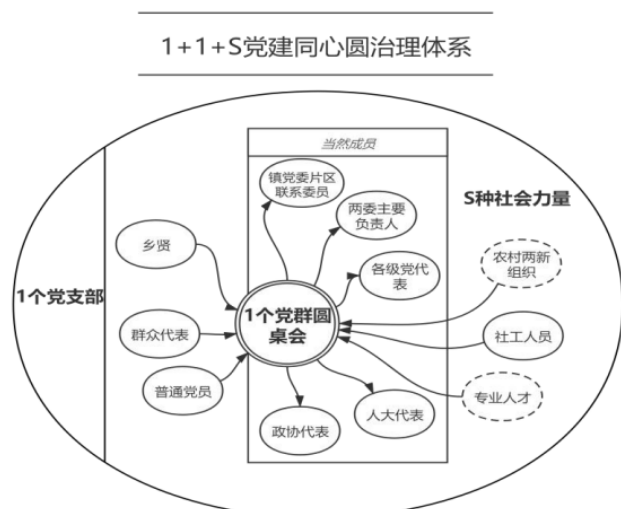 1+1+S党建同心圆治理体系
当然成员
镇党委片区
联系委员
两委主要
负责人
S种社会力量
乡贤
各级党代
表
农村两新
组织
1个党支部
1个党群圆
桌会
群众代表
社工人员
普通党员
专业人才
政协代表
人大代表